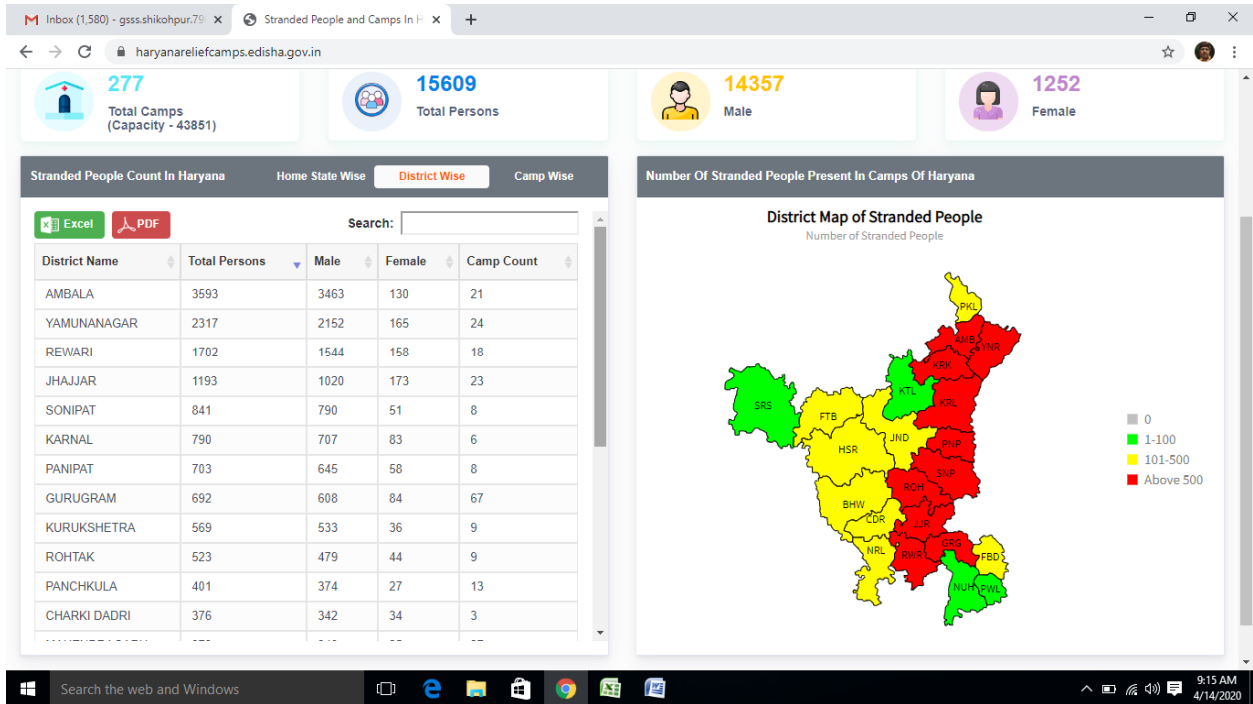 Inbox (1,580) - gsss.shikohpur.79
Stranded People and Camps In H
haryanareliefcamps.edisha.gov.in
277
Total Camps
(Capacity - 43851)
15609
Total Persons
14357
Male
1252
Female
Stranded People Count In Haryana Home State Wise District Wise Camp Wise
Excel PDF Search:
District Name Total Persons Male Female Camp Count
AMBALA 3593 3463 130 21
YAMUNANAGAR 2317 2152 165 24
REWARI 1702 1544 158 18
JHAJJAR 1193 1020 173 23
SONIPAT 841 790 51 8
KARNAL 790 707 83 6
PANIPAT 703 645 58 8
GURUGRAM 692 608 84 67
KURUKSHETRA 569 533 36 9
ROHTAK 523 479 44 9
PANCHKULA 401 374 27 13
CHARKI DADRI 376 342 34 3
Number Of Stranded People Present In Camps Of Haryana
District Map of Stranded People
Number of Stranded People
PKL
AMB
YNR
KRK
KTL
KRL
SRS
FTB
JND
PNP
HSR
SNP
ROH
BHW
CDR
JJR
NRL
RWR
GRG
FBD
NUH
PWL
0
1-100
101-500
Above 500
Search the web and Windows
9:15 AM
4/14/2020